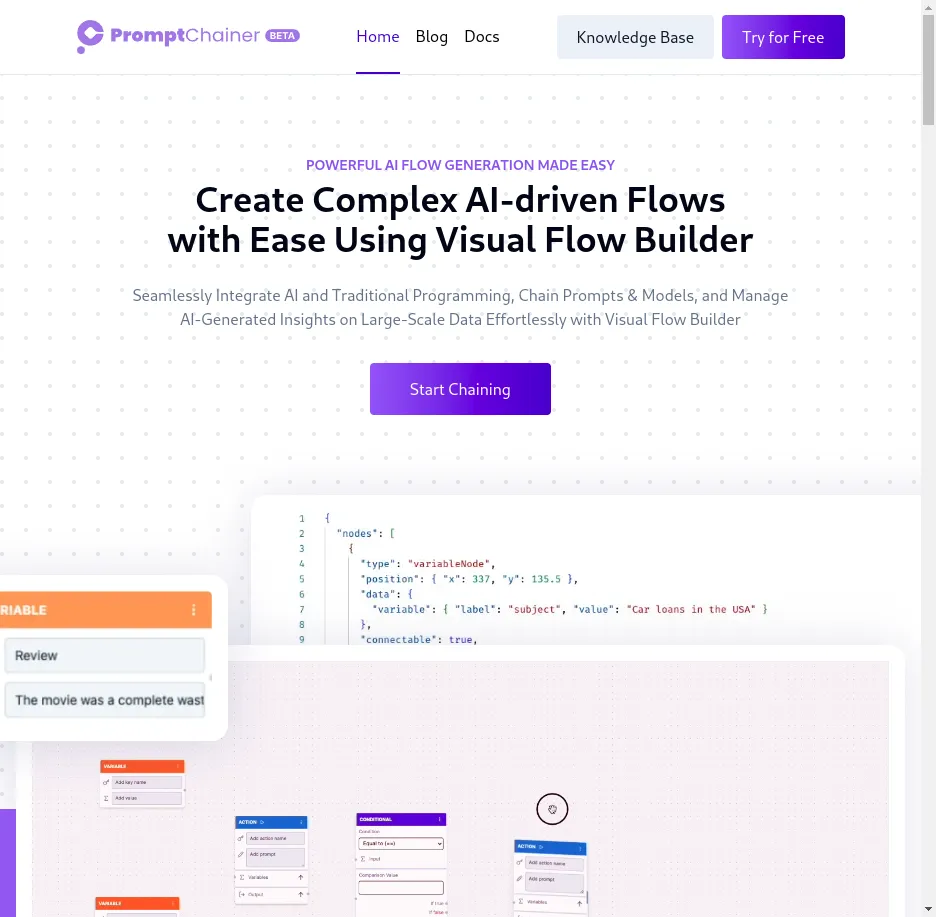 PromptChainer BETA
Home Blog Docs
Knowledge Base
Try for Free
POWERFUL AI FLOW GENERATION MADE EASY
Create Complex AI-driven Flows
with Ease Using Visual Flow Builder
Seamlessly Integrate AI and Traditional Programming, Chain Prompts & Models, and Manage
AI-Generated Insights on Large-Scale Data Effortlessly with Visual Flow Builder
Start Chaining
1 {
2 "nodes": [
3 {
4 "type": "variableNode",
5 "position": { "x": 337, "y": 135.5 },
6 "data": {
7 "variable": { "label": "subject", "value": "Car loans in the USA" }
8 },
9 "connectable": true,
RIABLE
Review
The movie was a complete wast
VARIABLE
Add key name
Add value
ACTION
Add action name
Add prompt
Variables
Output
CONDITIONAL
Condition
Equal to (==)
Input
Comparison Value
If true
If false
ACTION
Add action name
Add prompt
Variables
VARIABLE